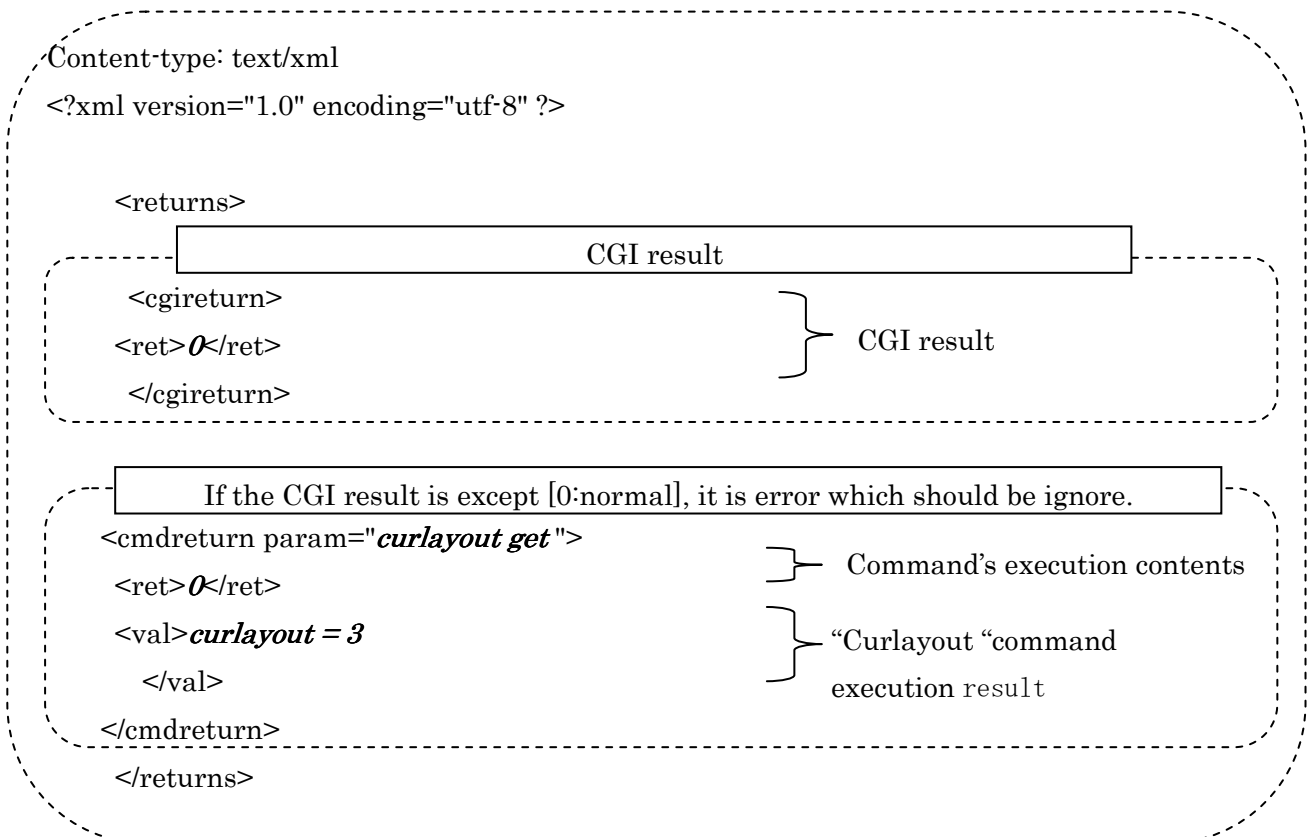 Content-type: text/xml
<?xml version="1.0" encoding="utf-8" ?>
<returns>
CGI result
<cgireturn>
<ret>0</ret>
CGI result
</cgireturn>
If the CGI result is except [0:normal], it is error which should be ignore.
<cmdreturn param="curlayout get ">
Command's execution contents
<ret>0</ret>
<val>curlayout = 3
“Curlayout “command
</val>
execution result
</cmdreturn>
</returns>